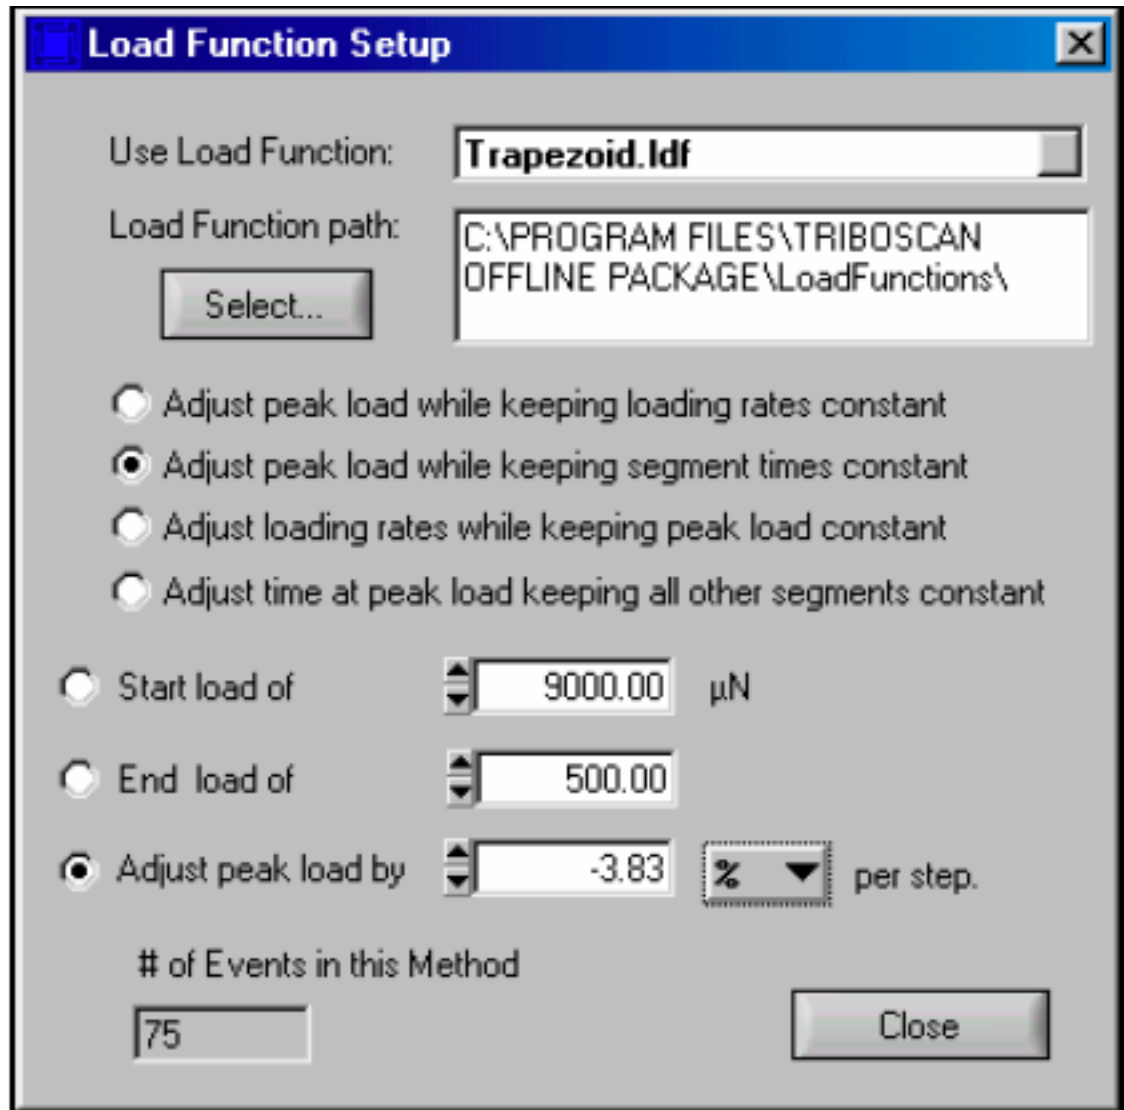 Load Function Setup
Use Load Function: Trapezoid.ldf
Load Function path: C:\PROGRAM FILES\TRIBOSCAN
OFFLINE PACKAGE\LoadFunctions\
Select...
Adjust peak load while keeping loading rates constant
Adjust peak load while keeping segment times constant
Adjust loading rates while keeping peak load constant
Adjust time at peak load keeping all other segments constant
Start load of 9000.00 µN
End load of 500.00
Adjust peak load by -3.83 % per step.
# of Events in this Method
75
Close